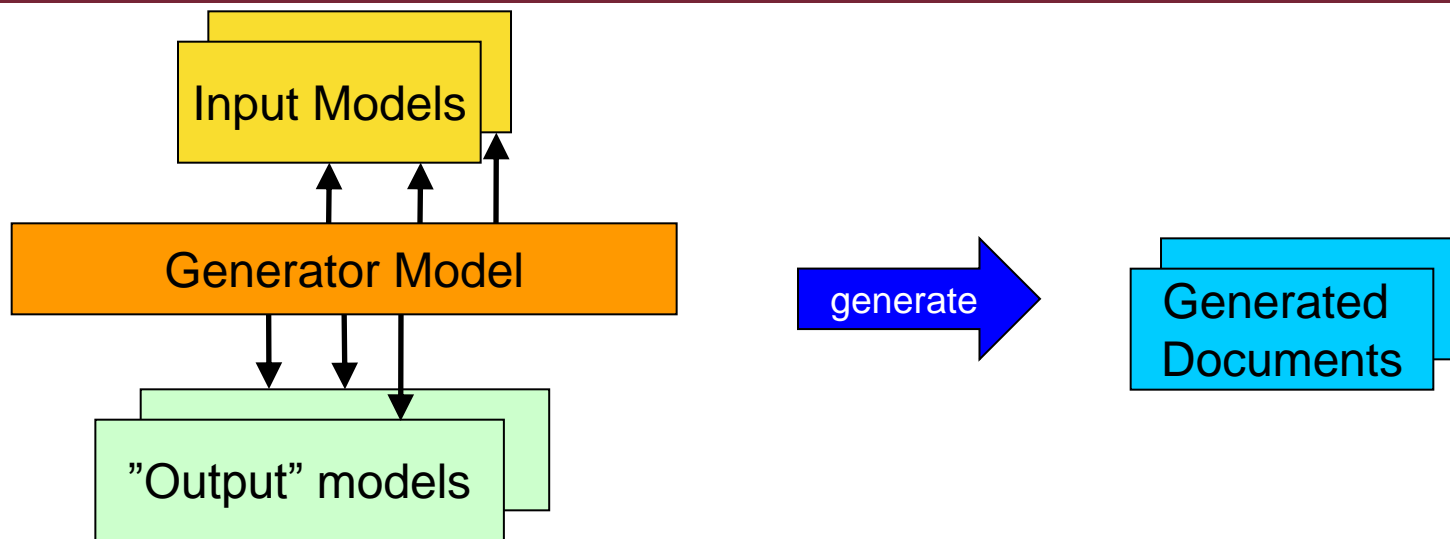 Input Models
Generator Model
generate
Generated
Documents
”Output” models